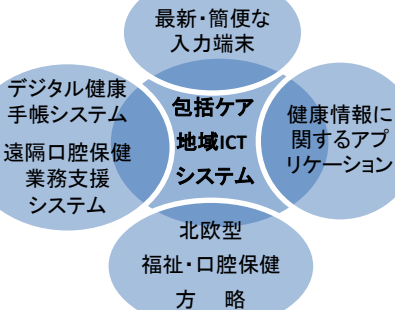 最新・簡便な
入力端末
デジタル健康
手帳システム
遠隔口腔保健
業務支援
システム
包括ケア
地域ICT
システム
健康情報に
関するアプ
リケーション
北欧型
福祉・口腔保健
方　略